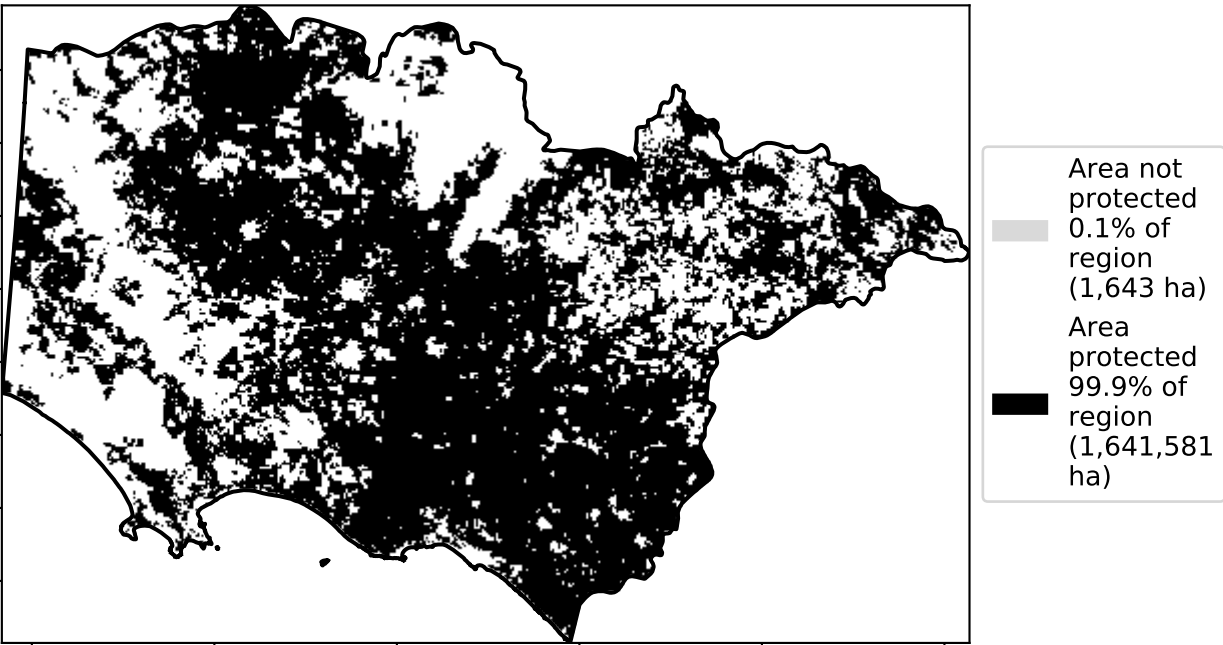 Area not
protected
0.1% of
region
(1,643 ha)
Area
protected
99.9% of
region
(1,641,581
ha)